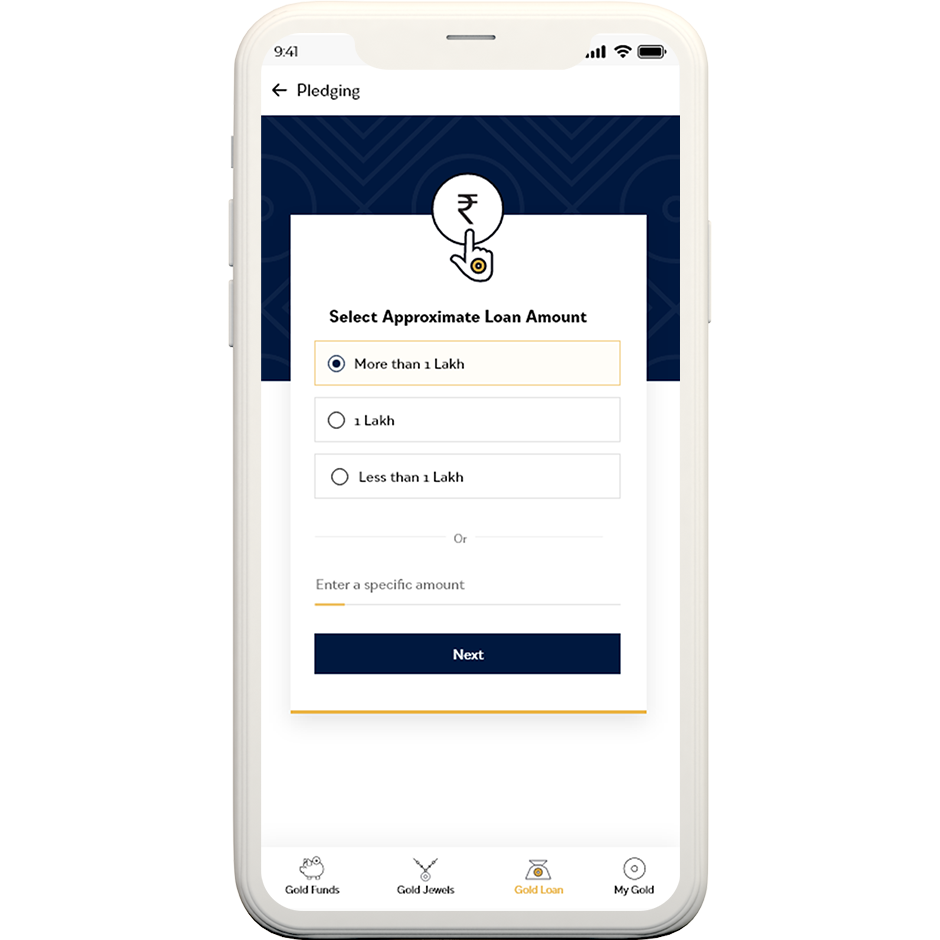 9:41
Pledging
₹
Select Approximate Loan Amount
More than 1 Lakh
1 Lakh
Less than 1 Lakh
Or
Enter a specific amount
Next
Gold Funds
Gold Jewels
Gold Loan
My Gold